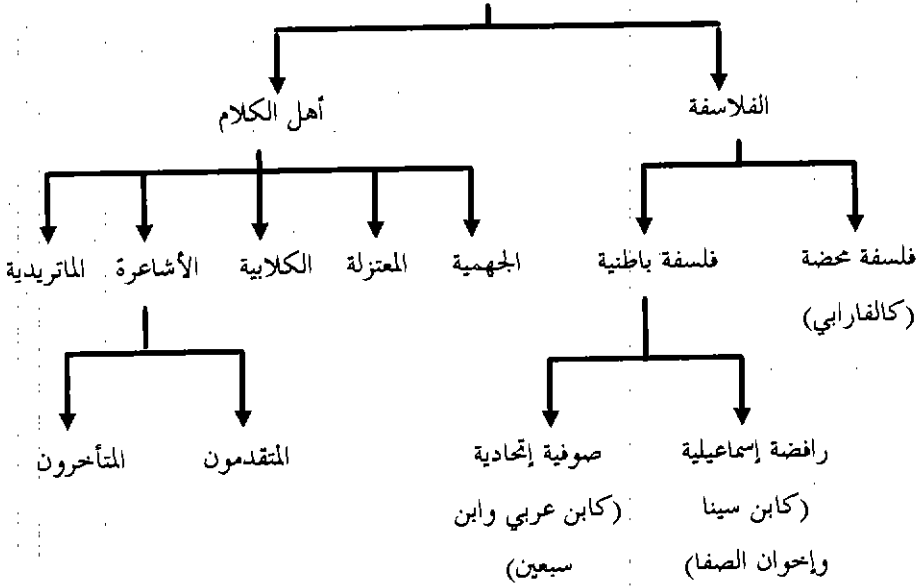 الفلاسفة
أهل الكلام
فلسفة محضة
(كالفارابي)
فلسفة باطنية
الجهمية
المعتزلة
الكلابية
الأشاعرة
الماتريدية
رافضة إسماعيلية
(كابن سينا
وإخوان الصفا)
صوفية إتحادية
(كابن عربي وابن
سبعين)
المتقدمون
المتأخرون